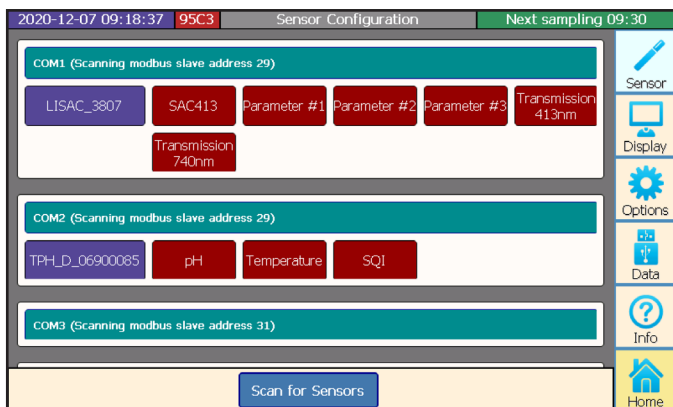 2020-12-07 09:18:37 95C3 Sensor Configuration Next sampling 09:30
COM1 (Scanning modbus slave address 29)
LISAC_3807 SAC413 Parameter #1 Parameter #2 Parameter #3 Transmission 413nm
Transmission 740nm
COM2 (Scanning modbus slave address 29)
TPH_D_06900085 pH Temperature SQI
COM3 (Scanning modbus slave address 31)
Scan for Sensors
Sensor
Display
Options
Data
Info
Home